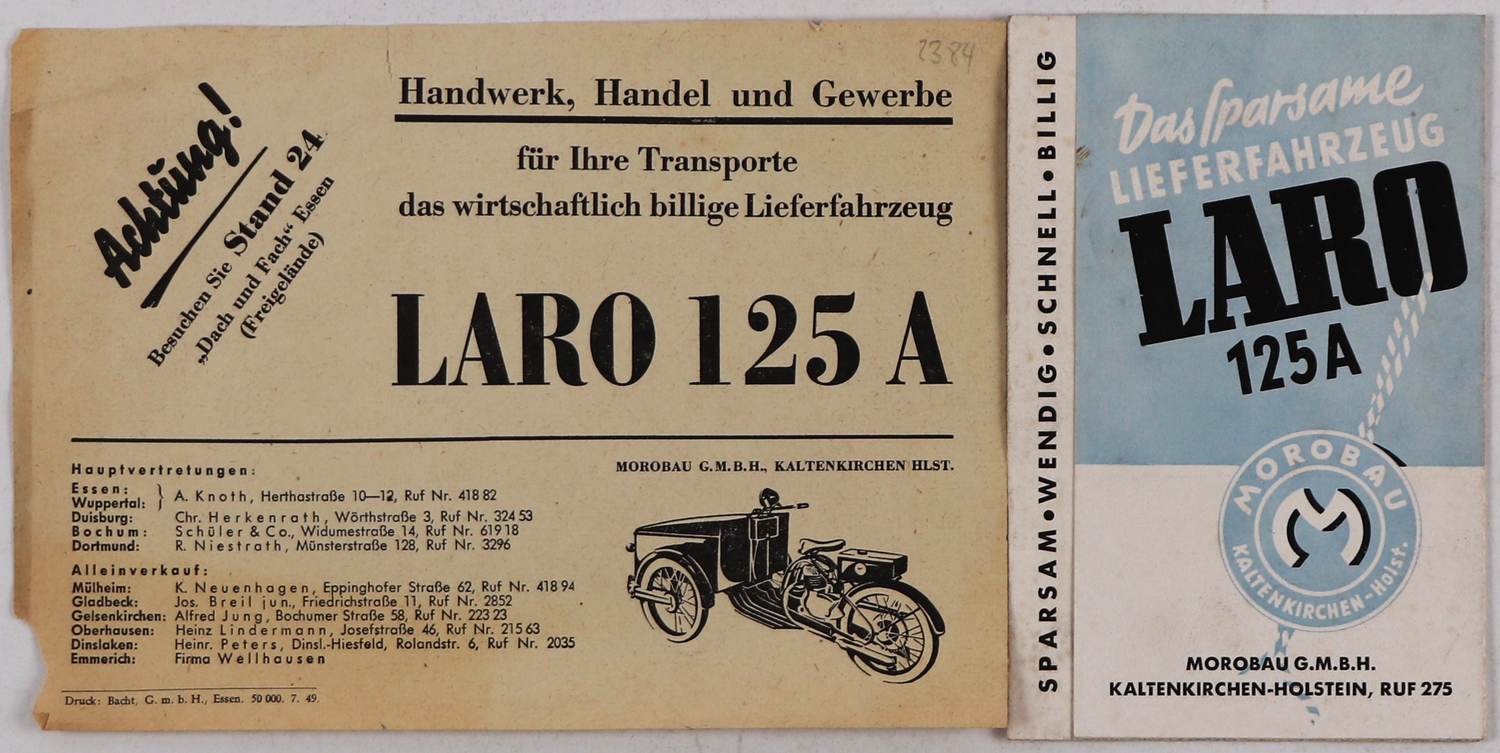 2384
Achtung!
Besuchen Sie Stand 24
„Dach und Fach“ Essen
(Freigelände)
Handwerk, Handel und Gewerbe
für Ihre Transporte
das wirtschaftlich billige Lieferfahrzeug
LARO 125 A
Hauptvertretungen:
Essen:
Wuppertal: } A. Knoth, Herthastraße 10—12, Ruf Nr. 418 82
Duisburg: Chr. Herkenrath, Wörthstraße 3, Ruf Nr. 324 53
Bochum: Schüler & Co., Widumestraße 14, Ruf Nr. 619 18
Dortmund: R. Niestrath, Münsterstraße 128, Ruf Nr. 3296
Alleinverkauf:
Mülheim: K. Neuenhagen, Eppinghofer Straße 62, Ruf Nr. 418 94
Gladbeck: Jos. Breil jun., Friedrichstraße 11, Ruf Nr. 2852
Gelsenkirchen: Alfred Jung, Bochumer Straße 58, Ruf Nr. 223 23
Oberhausen: Heinz Lindermann, Josefstraße 46, Ruf Nr. 215 63
Dinslaken: Heinr. Peters, Dinsl.-Hiesfeld, Rolandstr. 6, Ruf Nr. 2035
Emmerich: Firma Wellhausen
Druck: Bacht, G. m. b. H., Essen. 50 000. 7. 49.
MOROBAU G.M.B.H., KALTENKIRCHEN HLST.
SPARSAM • WENDIG • SCHNELL • BILLIG
Das Sparsame
LIEFERFAHRZEUG
LARO
125 A
MOROBAU
M
KALTENKIRCHEN-HOLST.
MOROBAU G.M.B.H.
KALTENKIRCHEN-HOLSTEIN, RUF 275